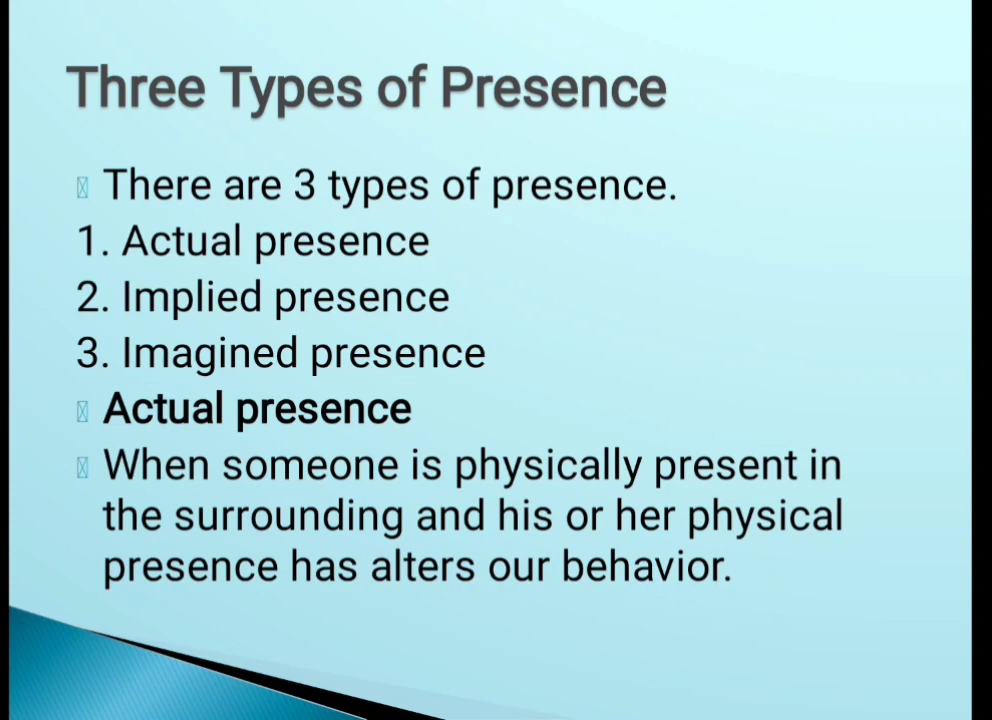 Three Types of Presence
There are 3 types of presence.
1. Actual presence
2. Implied presence
3. Imagined presence
Actual presence
When someone is physically present in
the surrounding and his or her physical
presence has alters our behavior.